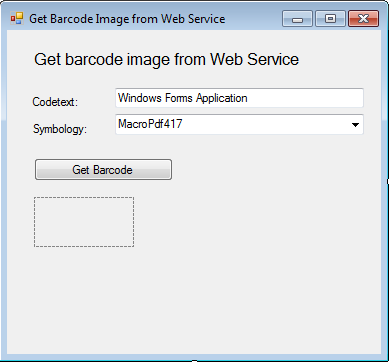 Get Barcode Image from Web Service
Get barcode image from Web Service
Codetext: Windows Forms Application
Symbology: MacroPdf417
Get Barcode